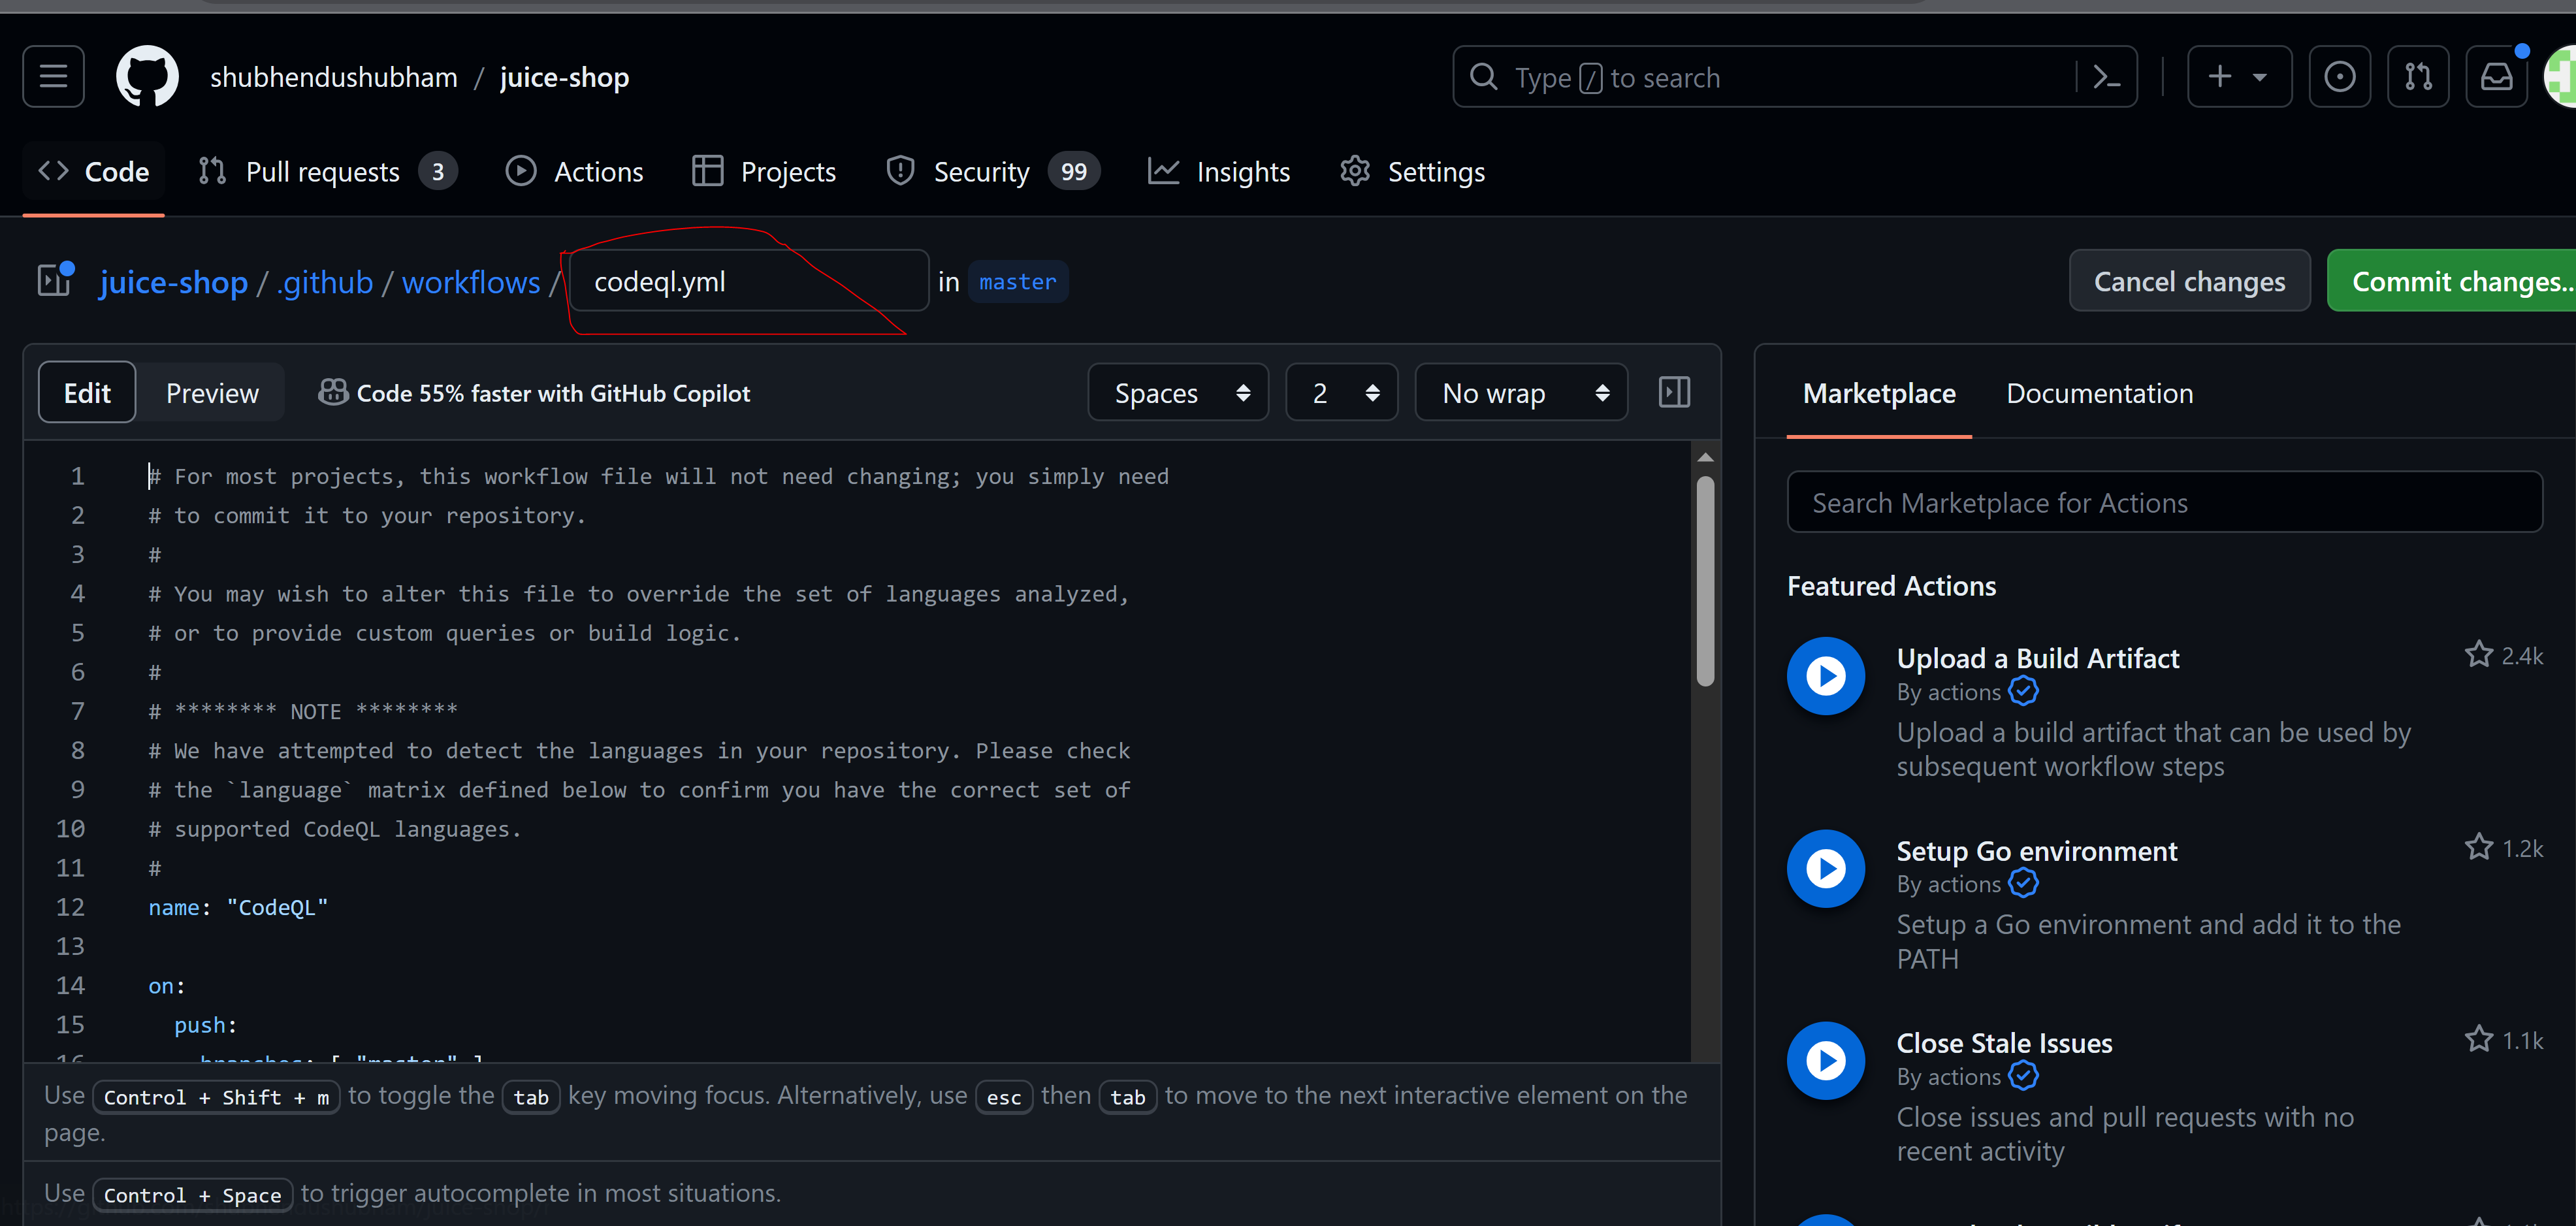 shubhendushubham / juice-shop
Type / to search
Code Pull requests 3 Actions Projects Security 99 Insights Settings
juice-shop / .github / workflows / codeql.yml in master
Cancel changes Commit changes...
Edit Preview Code 55% faster with GitHub Copilot Spaces 2 No wrap
1 # For most projects, this workflow file will not need changing; you simply need
2 # to commit it to your repository.
3 #
4 # You may wish to alter this file to override the set of languages analyzed,
5 # or to provide custom queries or build logic.
6 #
7 # ******** NOTE ********
8 # We have attempted to detect the languages in your repository. Please check
9 # the `language` matrix defined below to confirm you have the correct set of
10 # supported CodeQL languages.
11 #
12 name: "CodeQL"
13
14 on:
15 push:
16 branches: [ "master" ]
Use Control + Shift + m to toggle the tab key moving focus. Alternatively, use esc then tab to move to the next interactive element on the
page.
Use Control + Space to trigger autocomplete in most situations.
Marketplace Documentation
Search Marketplace for Actions
Featured Actions
Upload a Build Artifact 2.4k
By actions
Upload a build artifact that can be used by
subsequent workflow steps
Setup Go environment 1.2k
By actions
Setup a Go environment and add it to the
PATH
Close Stale Issues 1.1k
By actions
Close issues and pull requests with no
recent activity